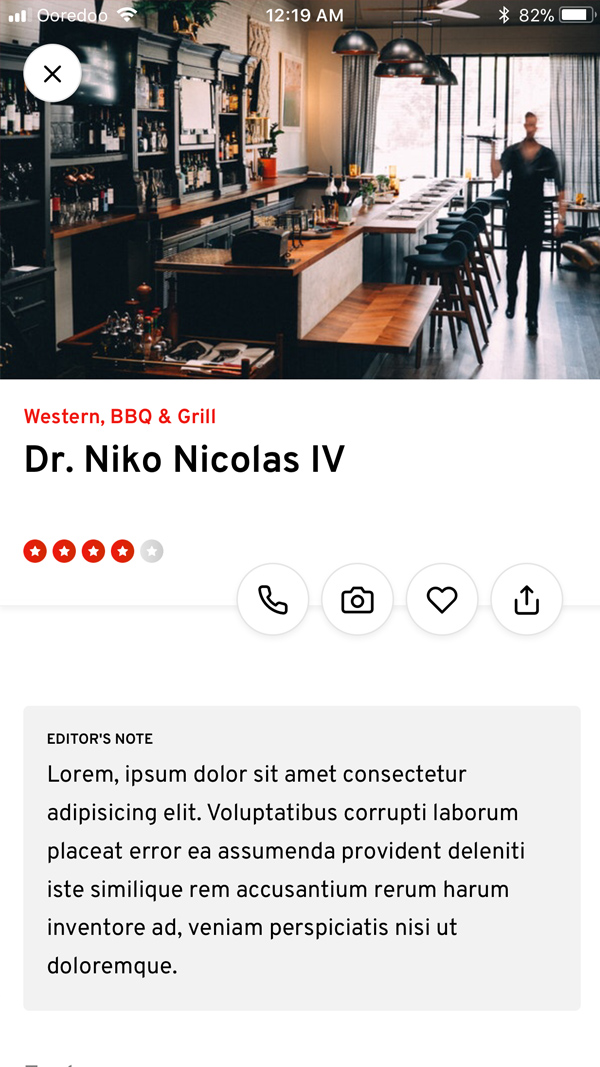 Ooredoo 12:19 AM 82%
Western, BBQ & Grill
Dr. Niko Nicolas IV
EDITOR'S NOTE
Lorem, ipsum dolor sit amet consectetur
adipisicing elit. Voluptatibus corrupti laborum
placeat error ea assumenda provident deleniti
iste similique rem accusantium rerum harum
inventore ad, veniam perspiciatis nisi ut
doloremque.